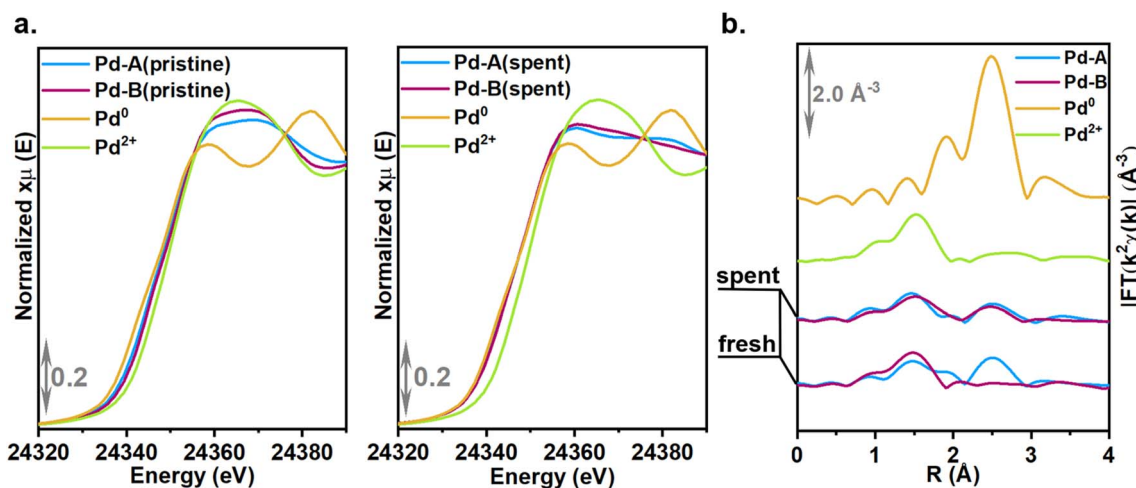 a.
Pd-A(pristine)
Pd-B(pristine)
Pd⁰
Pd²⁺
Normalized xμ (E)
0.2
24320 24340 24360 24380
Energy (eV)
Pd-A(spent)
Pd-B(spent)
Pd⁰
Pd²⁺
Normalized xμ (E)
0.2
24320 24340 24360 24380
Energy (eV)
b.
2.0 Å⁻³
Pd-A
Pd-B
Pd⁰
Pd²⁺
spent
fresh
|FT(k²γ(k)| (Å⁻³)
0 1 2 3 4
R (Å)